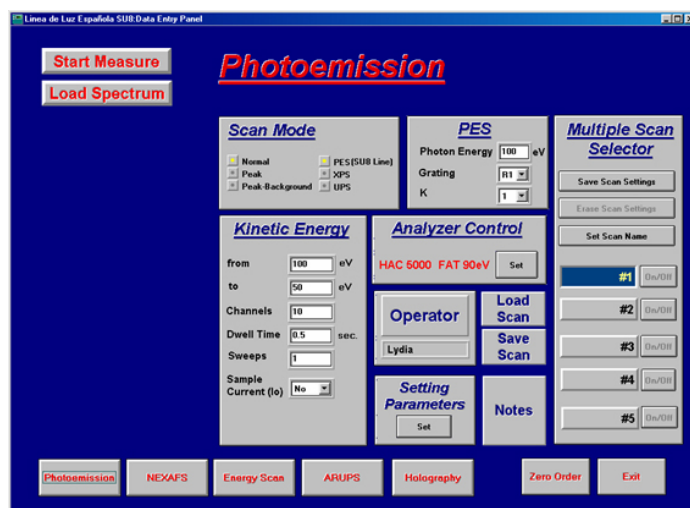 Linea de Luz Española SU8:Data Entry Panel
Start Measure
Load Spectrum
Photoemission
Scan Mode
Normal
Peak
Peak-Background
PES(SU8 Line)
XPS
UPS
PES
Photon Energy 100 eV
Grating R1
K 1
Multiple Scan
Selector
Save Scan Settings
Erase Scan Settings
Set Scan Name
#1 On/Off
#2 On/Off
#3 On/Off
#4 On/Off
#5 On/Off
Kinetic Energy
from 100 eV
to 50 eV
Channels 10
Dwell Time 0.5 sec.
Sweeps 1
Sample
Current (Io) No
Analyzer Control
HAC 5000 FAT 90eV Set
Operator
Lydia
Load
Scan
Save
Scan
Setting
Parameters
Set
Notes
Photoemission NEXAFS Energy Scan ARUPS Holography Zero Order Exit